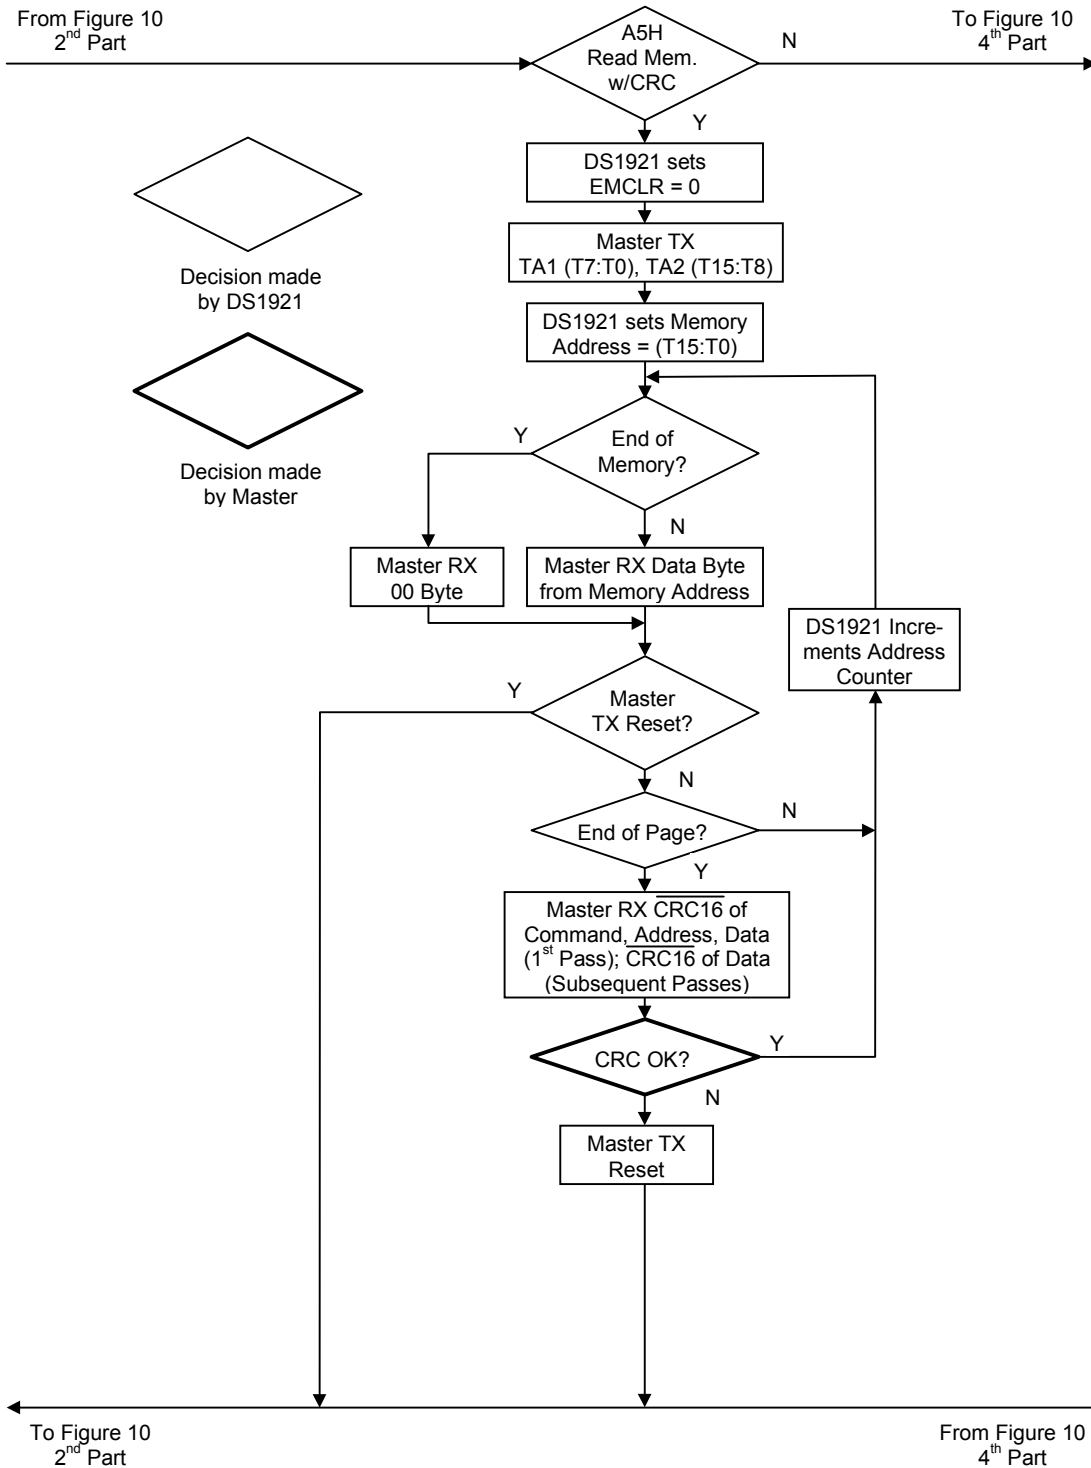 From Figure 10
2nd Part
To Figure 10
4th Part
A5H
Read Mem.
w/CRC
N
Y
DS1921 sets
EMCLR = 0
Master TX
TA1 (T7:T0), TA2 (T15:T8)
Decision made
by DS1921
DS1921 sets Memory
Address = (T15:T0)
Decision made
by Master
End of
Memory?
Y
N
Master RX
00 Byte
Master RX Data Byte
from Memory Address
DS1921 Incre-
ments Address
Counter
Master
TX Reset?
Y
N
End of Page?
N
Y
Master RX CRC16 of
Command, Address, Data
(1st Pass); CRC16 of Data
(Subsequent Passes)
CRC OK?
Y
N
Master TX
Reset
To Figure 10
2nd Part
From Figure 10
4th Part